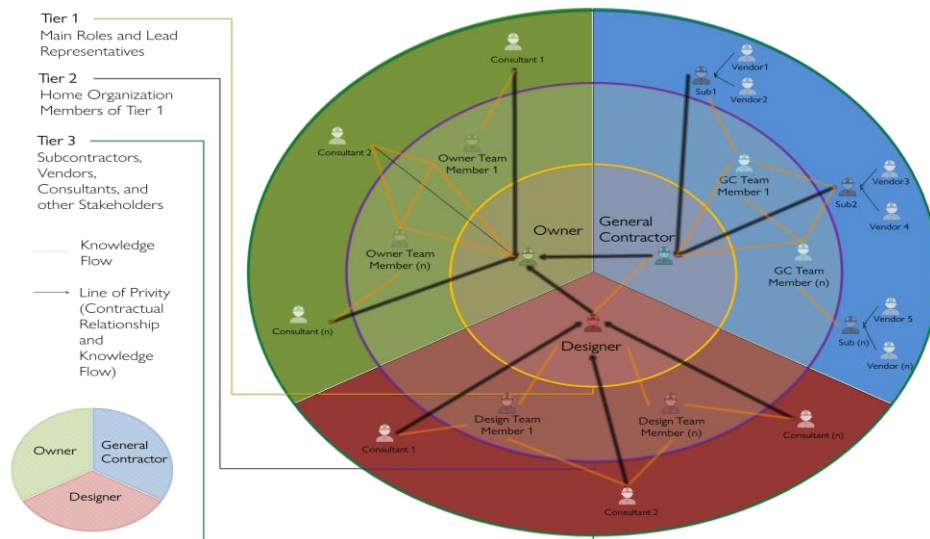 Tier 1
Main Roles and Lead
Representatives
Tier 2
Home Organization
Members of Tier 1
Tier 3
Subcontractors,
Vendors,
Consultants, and
other Stakeholders
Knowledge
Flow
Line of Privity
(Contractual
Relationship
and
Knowledge
Flow)
Owner
General
Contractor
Designer
Consultant 1
Consultant 2
Owner Team
Member 1
Owner Team
Member (n)
Consultant (n)
Owner
General
Contractor
Sub1
Vendor1
Vendor2
GC Team
Member 1
Sub2
Vendor3
Vendor 4
GC Team
Member (n)
Sub (n)
Vendor 5
Vendor (n)
Designer
Design Team
Member 1
Design Team
Member (n)
Consultant 1
Consultant 2
Consultant (n)